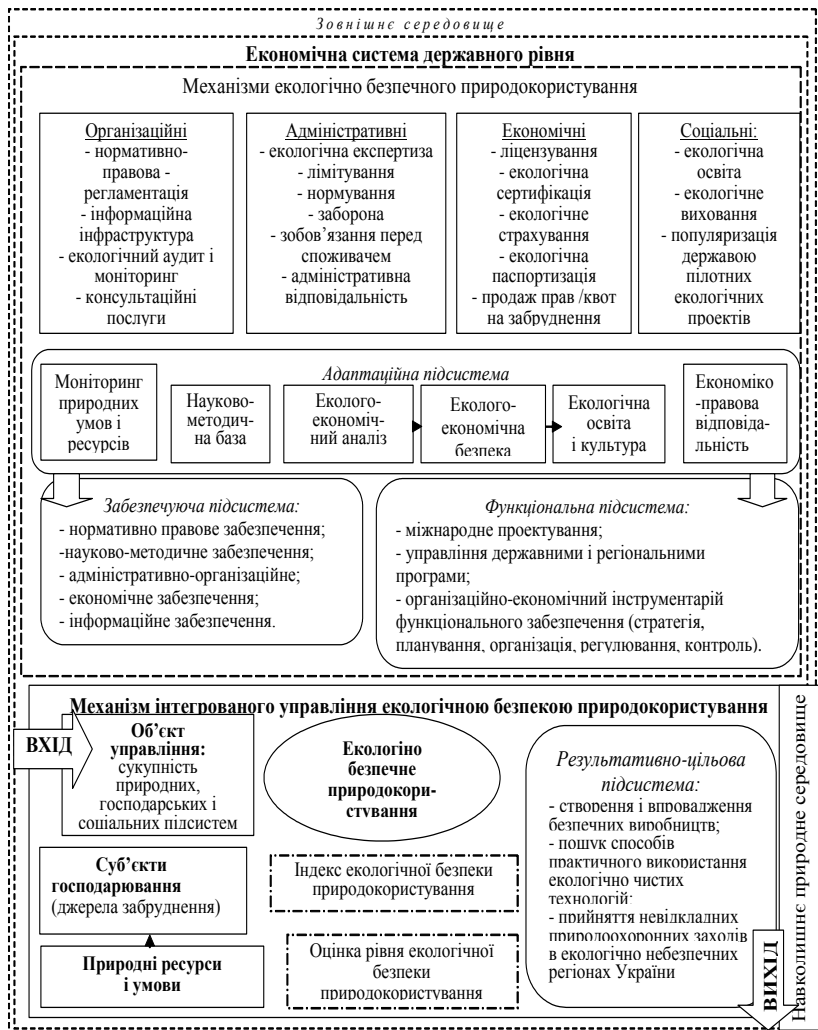 Зовнішнє середовище
Економічна система державного рівня
Механізми екологічно безпечного природокористування
Організаційні
- нормативно-
правова -
регламентація
- інформаційна
інфраструктура
- екологічний аудит і
моніторинг
- консультаційні
послуги
Адміністративні
- екологічна експертиза
- лімітування
- нормування
- заборона
- зобов’язання перед
споживачем
- адміністративна
відповідальність
Економічні
- ліцензування
- екологічна
сертифікація
- екологічне
страхування
- екологічна
паспортизація
- продаж прав /квот
на забруднення
Соціальні:
- екологічна
освіта
- екологічне
виховання
- популяризація
державою
пілотних
екологічних
проектів
Адаптаційна підсистема
Моніторинг
природних
умов і
ресурсів
Науково-
методич-
на база
Еколого-
економіч-
ний аналіз
Еколого-
економічна
безпека
Екологічна
освіта
і культура
Економіко
-правова
відповіда-
льність
Забезпечуюча підсистема:
- нормативно правове забезпечення;
-науково-методичне забезпечення;
- адміністративно-організаційне;
- економічне забезпечення;
- інформаційне забезпечення.
Функціональна підсистема:
- міжнародне проектування;
- управління державними і регіональними
програми;
- організаційно-економічний інструментарій
функціонального забезпечення (стратегія,
планування, організація, регулювання, контроль).
Механізм інтегрованого управління екологічною безпекою природокористування
ВХІД
Об’єкт
управління:
сукупність
природних,
господарських і
соціальних підсистем
Екологіно
безпечне
природокори-
стування
Результативно-цільова
підсистема:
- створення і впровадження
безпечних виробництв;
- пошук способів
практичного використання
екологічно чистих
технологій;
- прийняття невідкладних
природоохоронних заходів
в екологічно небезпечних
регіонах України
Суб’єкти
господарювання
(джерела забруднення)
Індекс екологічної безпеки
природокористування
Природні ресурси
і умови
Оцінка рівня екологічної
безпеки
природокористування
ВИХІД
Навколишнє природне середовище